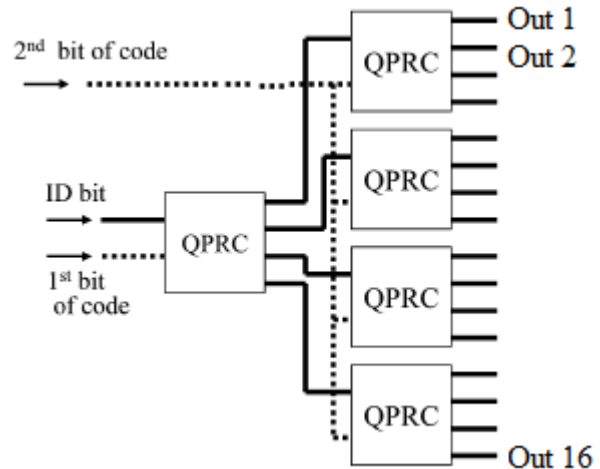 Out 1
2nd bit of code
Out 2
QPRC
QPRC
ID bit
QPRC
1st bit
of code
QPRC
QPRC
Out 16